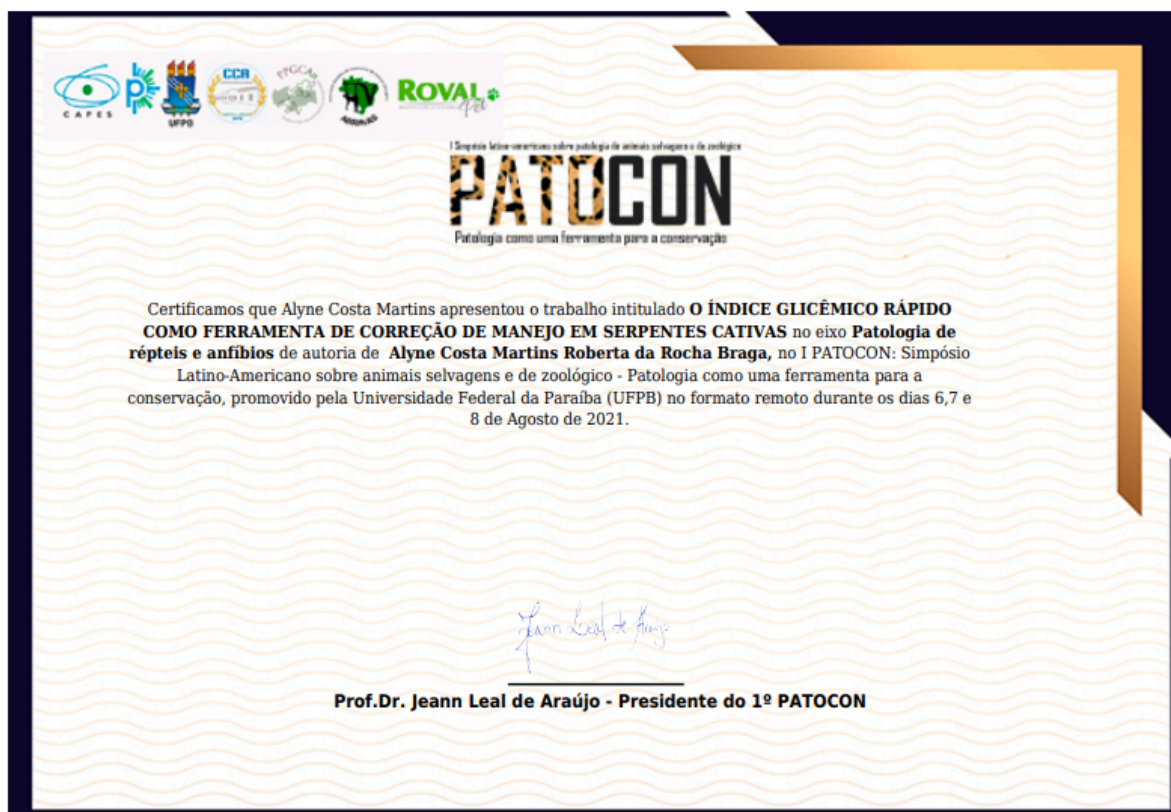 CAPES
UFPB
CCA
PPGCAn
ROVAL
Pet
I Simpósio latino-americano sobre patologia de animais selvagens e de zoológico
PATOCON
Patologia como uma ferramenta para a conservação
Certificamos que Alyne Costa Martins apresentou o trabalho intitulado O ÍNDICE GLICÊMICO RÁPIDO
COMO FERRAMENTA DE CORREÇÃO DE MANEJO EM SERPENTES CATIVAS no eixo Patologia de
répteis e anfíbios de autoria de Alyne Costa Martins Roberta da Rocha Braga, no I PATOCON: Simpósio
Latino-Americano sobre animais selvagens e de zoológico - Patologia como uma ferramenta para a
conservação, promovido pela Universidade Federal da Paraíba (UFPB) no formato remoto durante os dias 6,7 e
8 de Agosto de 2021.
Jeann Leal de Araújo
Prof.Dr. Jeann Leal de Araújo - Presidente do 1º PATOCON